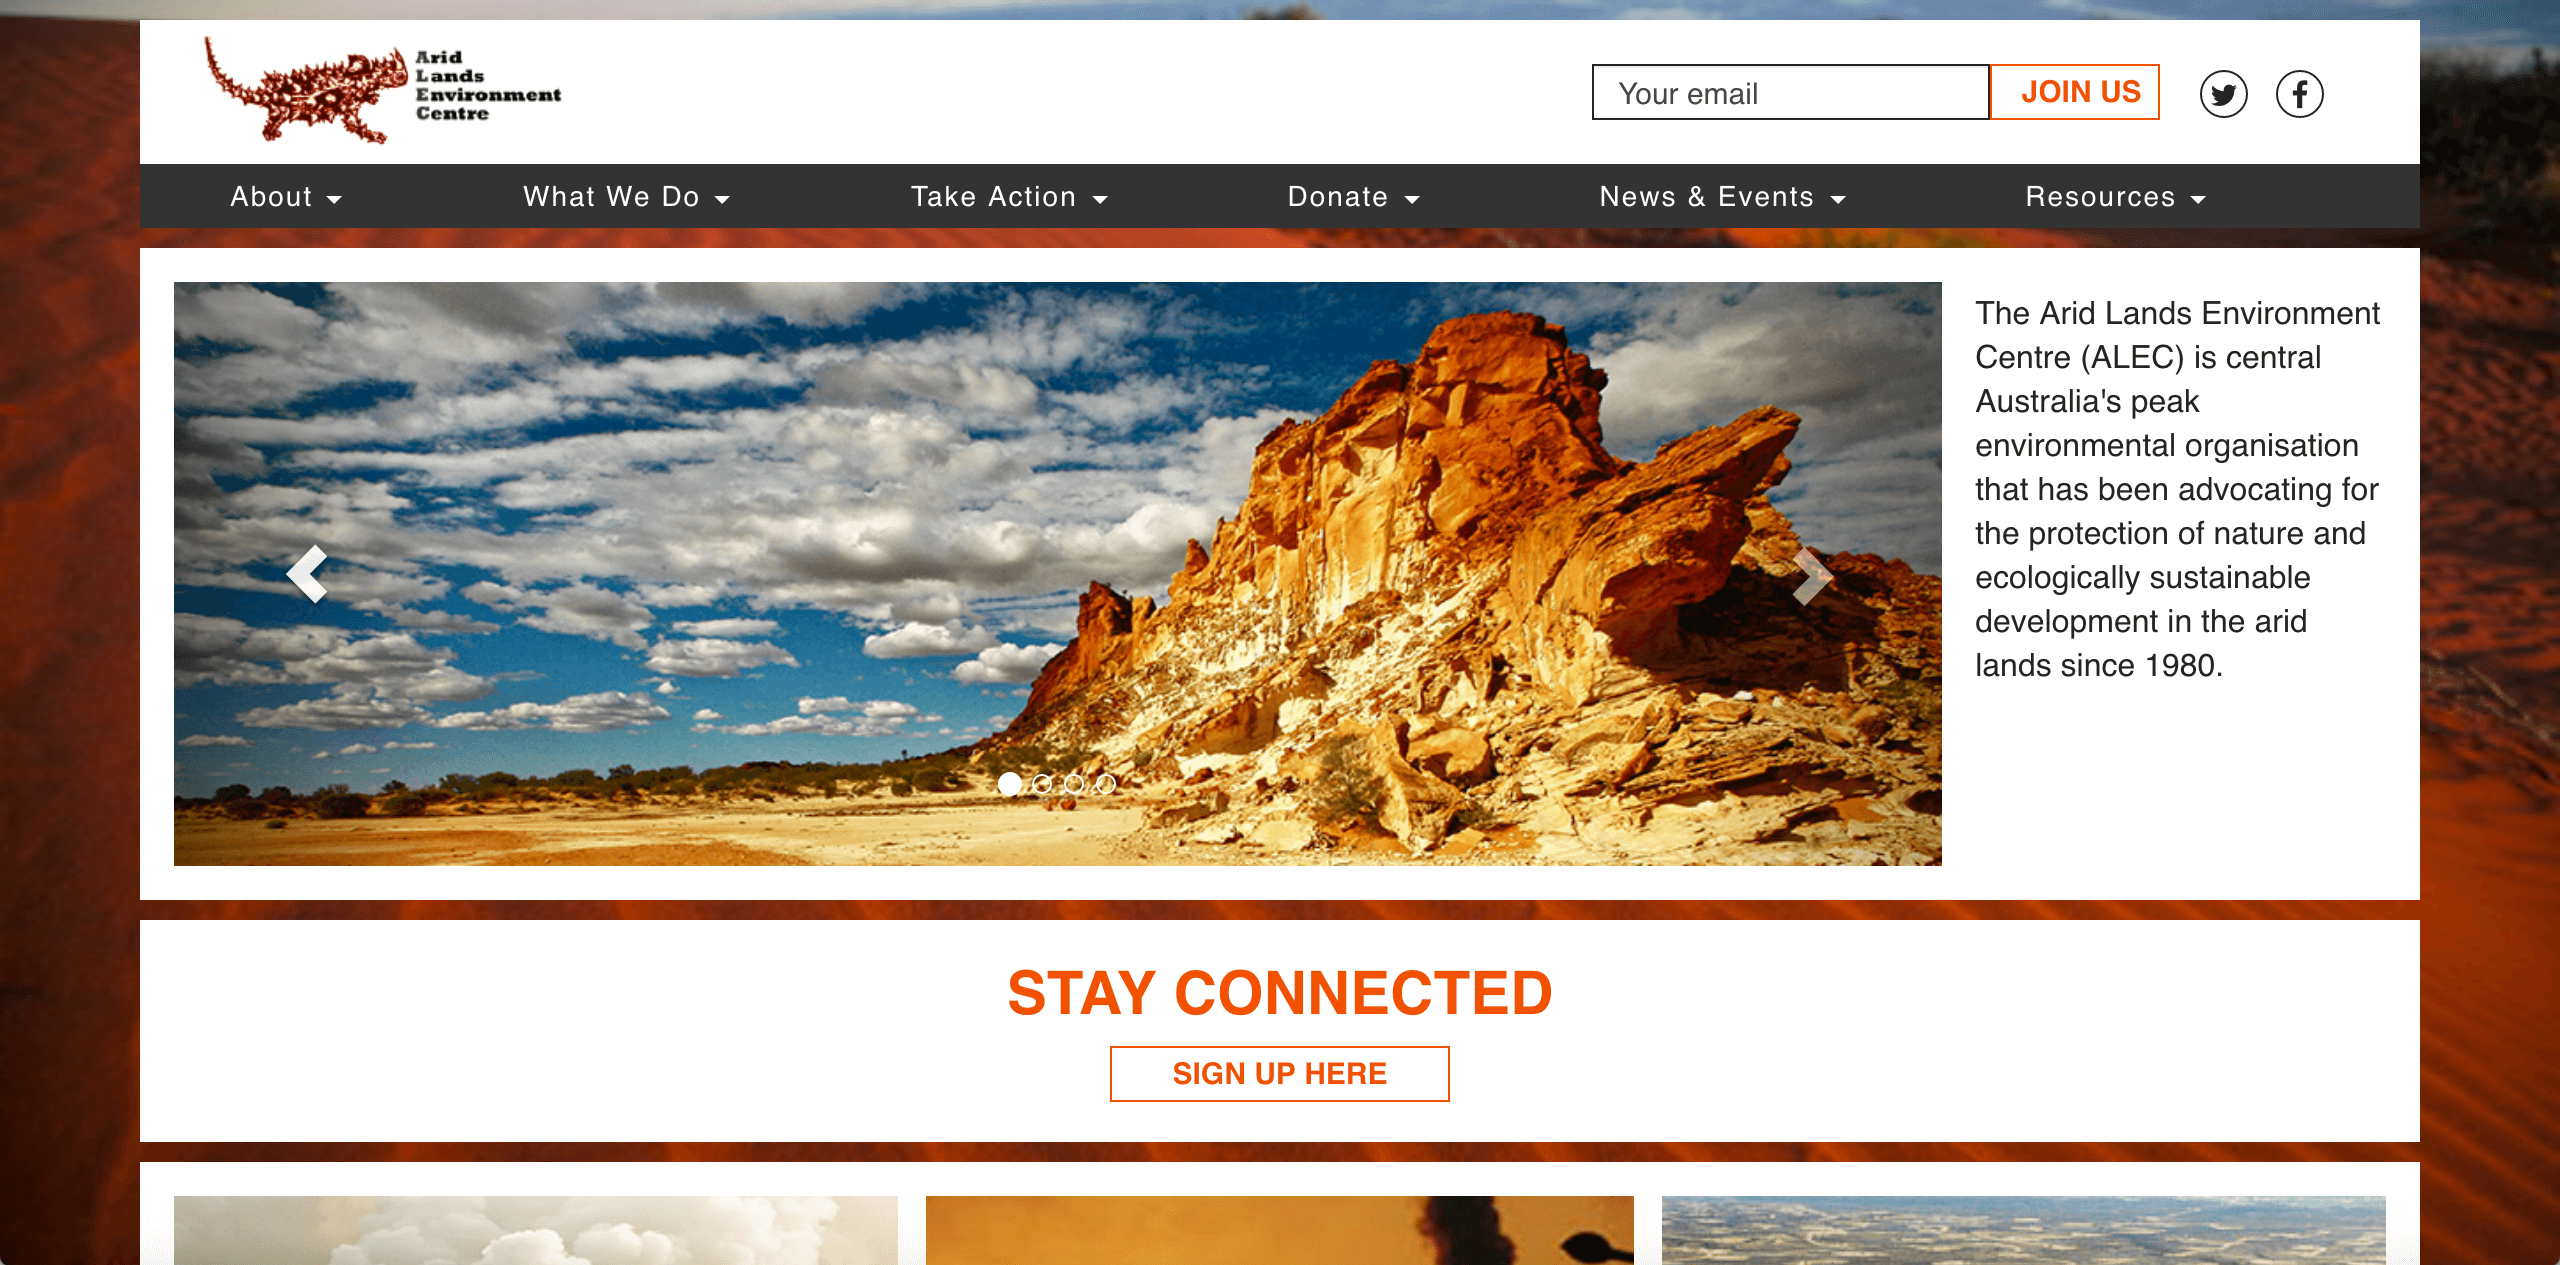 Arid
Lands
Environment
Centre
Your email
JOIN US
About
What We Do
Take Action
Donate
News & Events
Resources
The Arid Lands Environment
Centre (ALEC) is central
Australia's peak
environmental organisation
that has been advocating for
the protection of nature and
ecologically sustainable
development in the arid
lands since 1980.
STAY CONNECTED
SIGN UP HERE